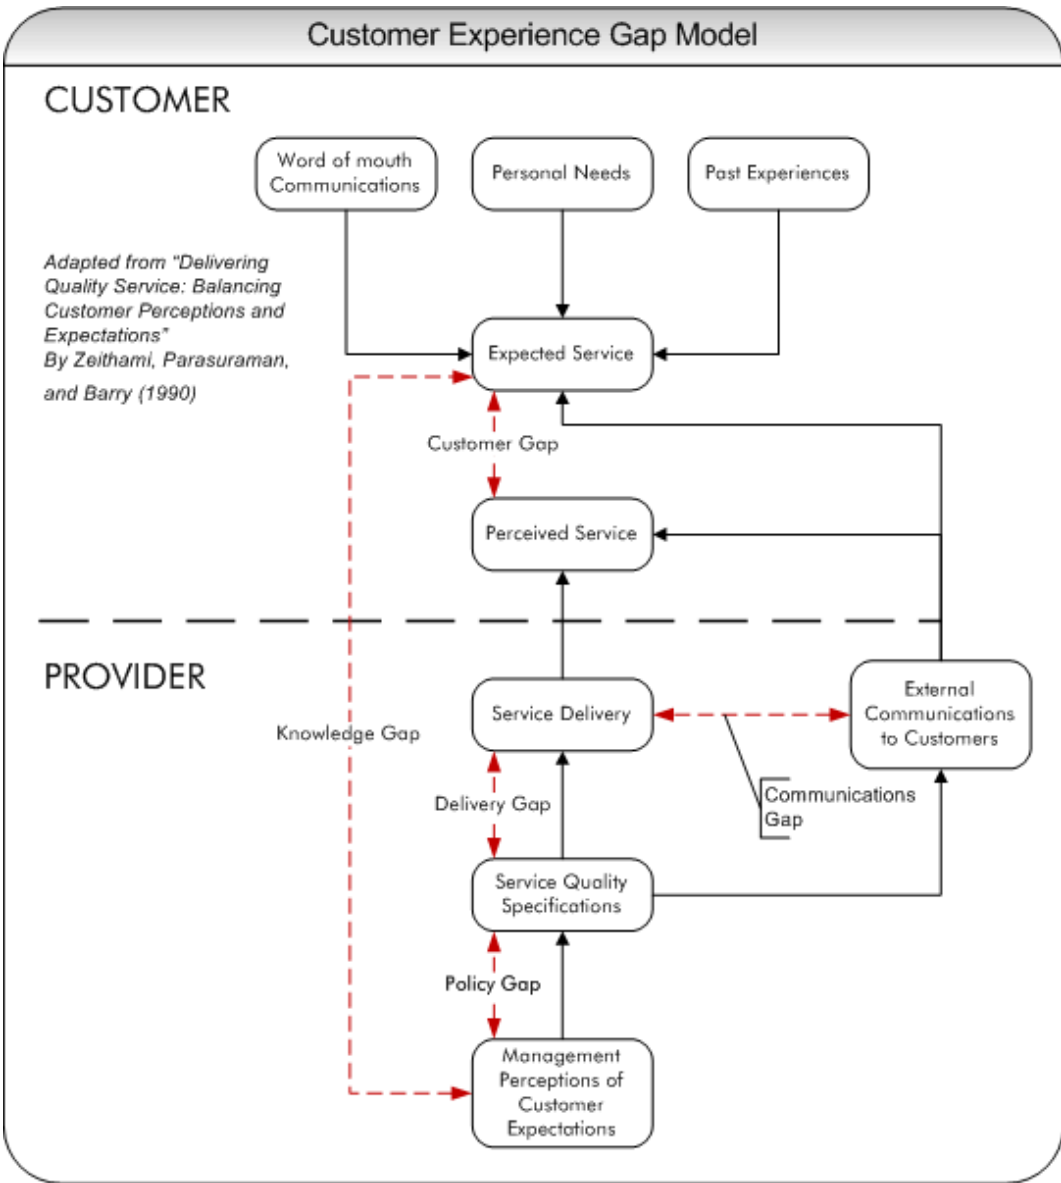 Customer Experience Gap Model
CUSTOMER
Word of mouth
Communications
Personal Needs
Past Experiences
Adapted from “Delivering
Quality Service: Balancing
Customer Perceptions and
Expectations”
By Zeithami, Parasuraman,
and Barry (1990)
Expected Service
Customer Gap
Perceived Service
PROVIDER
Service Delivery
External
Communications
to Customers
Knowledge Gap
Delivery Gap
Communications
Gap
Service Quality
Specifications
Policy Gap
Management
Perceptions of
Customer
Expectations